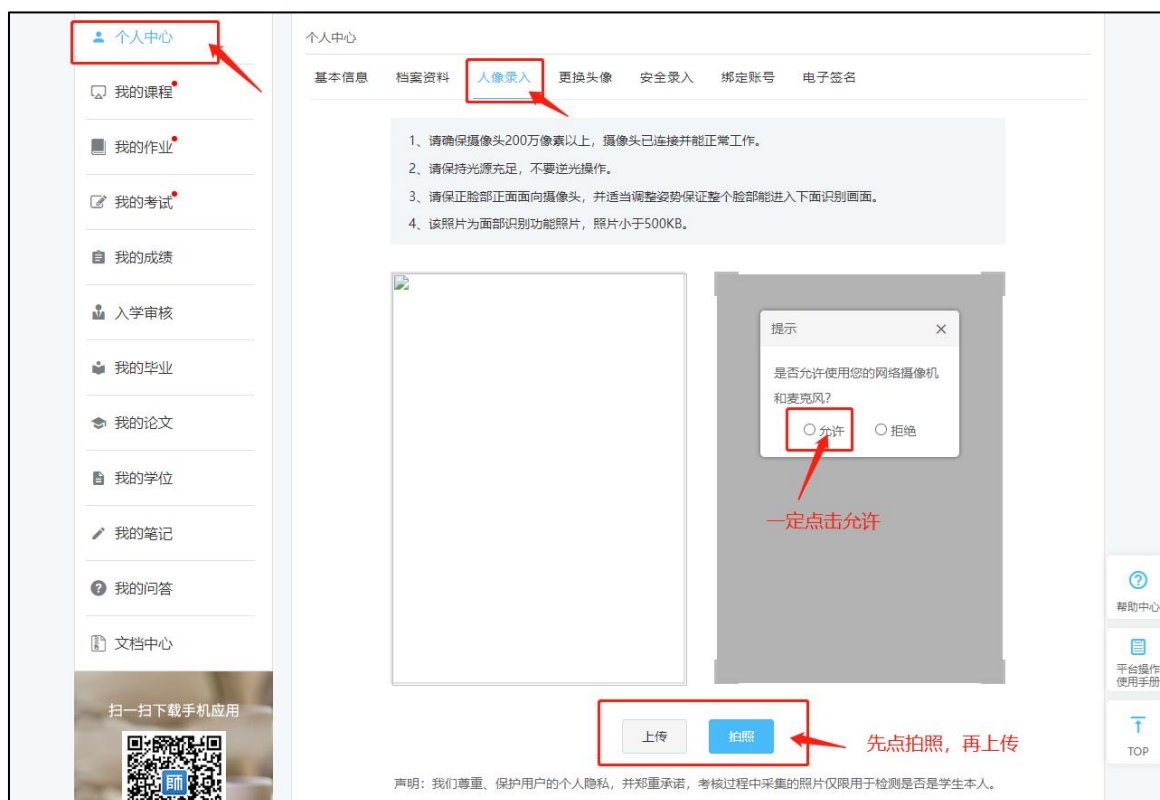 个人中心
我的课程
我的作业
我的考试
我的成绩
入学审核
我的毕业
我的论文
我的学位
我的笔记
我的问答
文档中心
扫一扫下载手机应用
師
个人中心
基本信息 档案资料 人像录入 更换头像 安全录入 绑定账号 电子签名
1、请确保摄像头200万像素以上，摄像头已连接并能正常工作。
2、请保持光源充足，不要逆光操作。
3、请保正脸部正面面向摄像头，并适当调整姿势保证整个脸部能进入下面识别画面。
4、该照片为面部识别功能照片，照片小于500KB。
提示
是否允许使用您的网络摄像机
和麦克风?
允许 拒绝
一定点击允许
上传 拍照
先点拍照，再上传
声明：我们尊重、保护用户的个人隐私，并郑重承诺，考核过程中采集的照片仅限用于检测是否是学生本人。
帮助中心
平台操作
使用手册
TOP